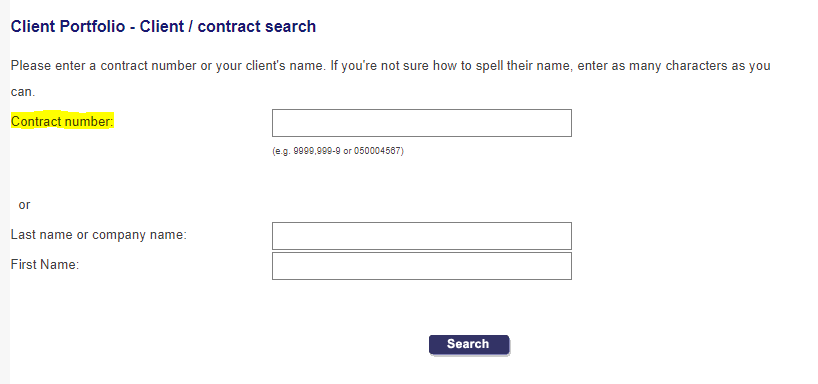 Client Portfolio - Client / contract search
Please enter a contract number or your client's name. If you're not sure how to spell their name, enter as many characters as you
can.
Contract number:
(e.g. 9999,999-9 or 050004567)
or
Last name or company name:
First Name:
Search